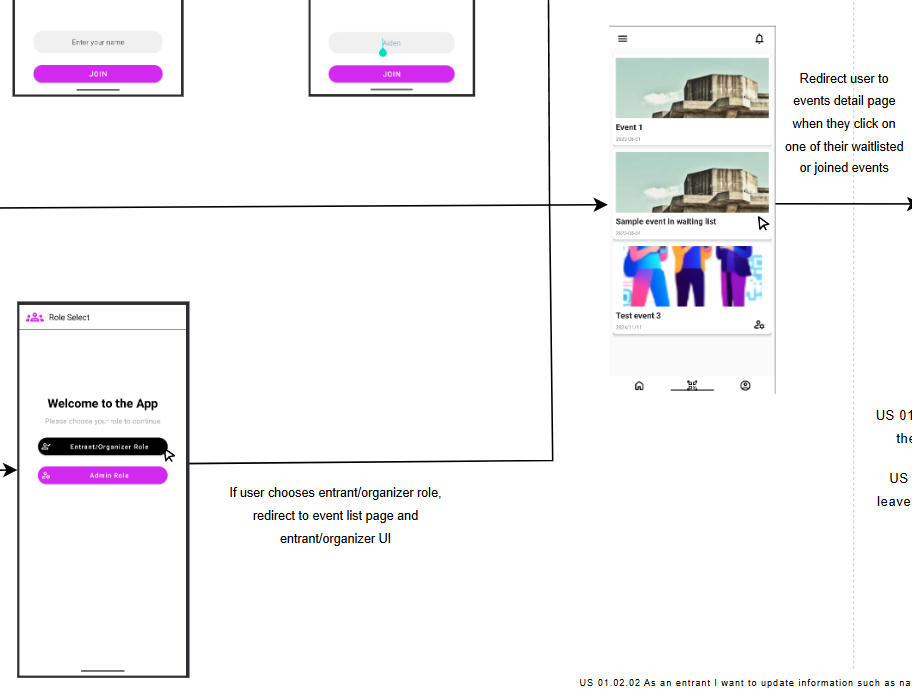 Enter your name
JOIN
Aiden
JOIN
Event 1
2023-08-01
Sample event in waiting list
Test event 3
2024/11/11
Redirect user to
events detail page
when they click on
one of their waitlisted
or joined events
Role Select
Welcome to the App
Please choose your role to continue
Entrant/Organizer Role
Admin Role
If user chooses entrant/organizer role,
redirect to event list page and
entrant/organizer UI
US 01
the
US
leave
US 01.02.02 As an entrant I want to update information such as na